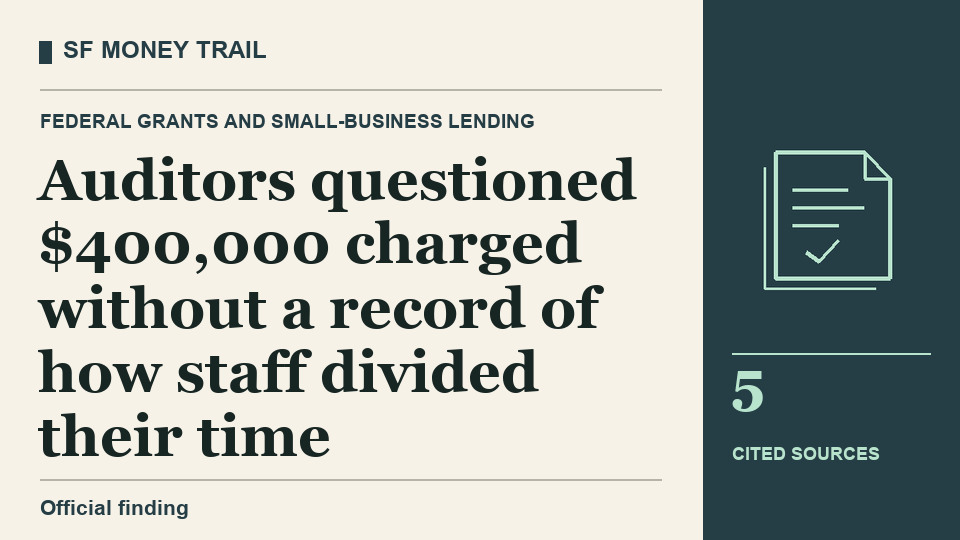 SF MONEY TRAIL
FEDERAL GRANTS AND SMALL-BUSINESS LENDING
Auditors questioned
$400,000 charged
without a record of
how staff divided
their time
Official finding
5
CITED SOURCES